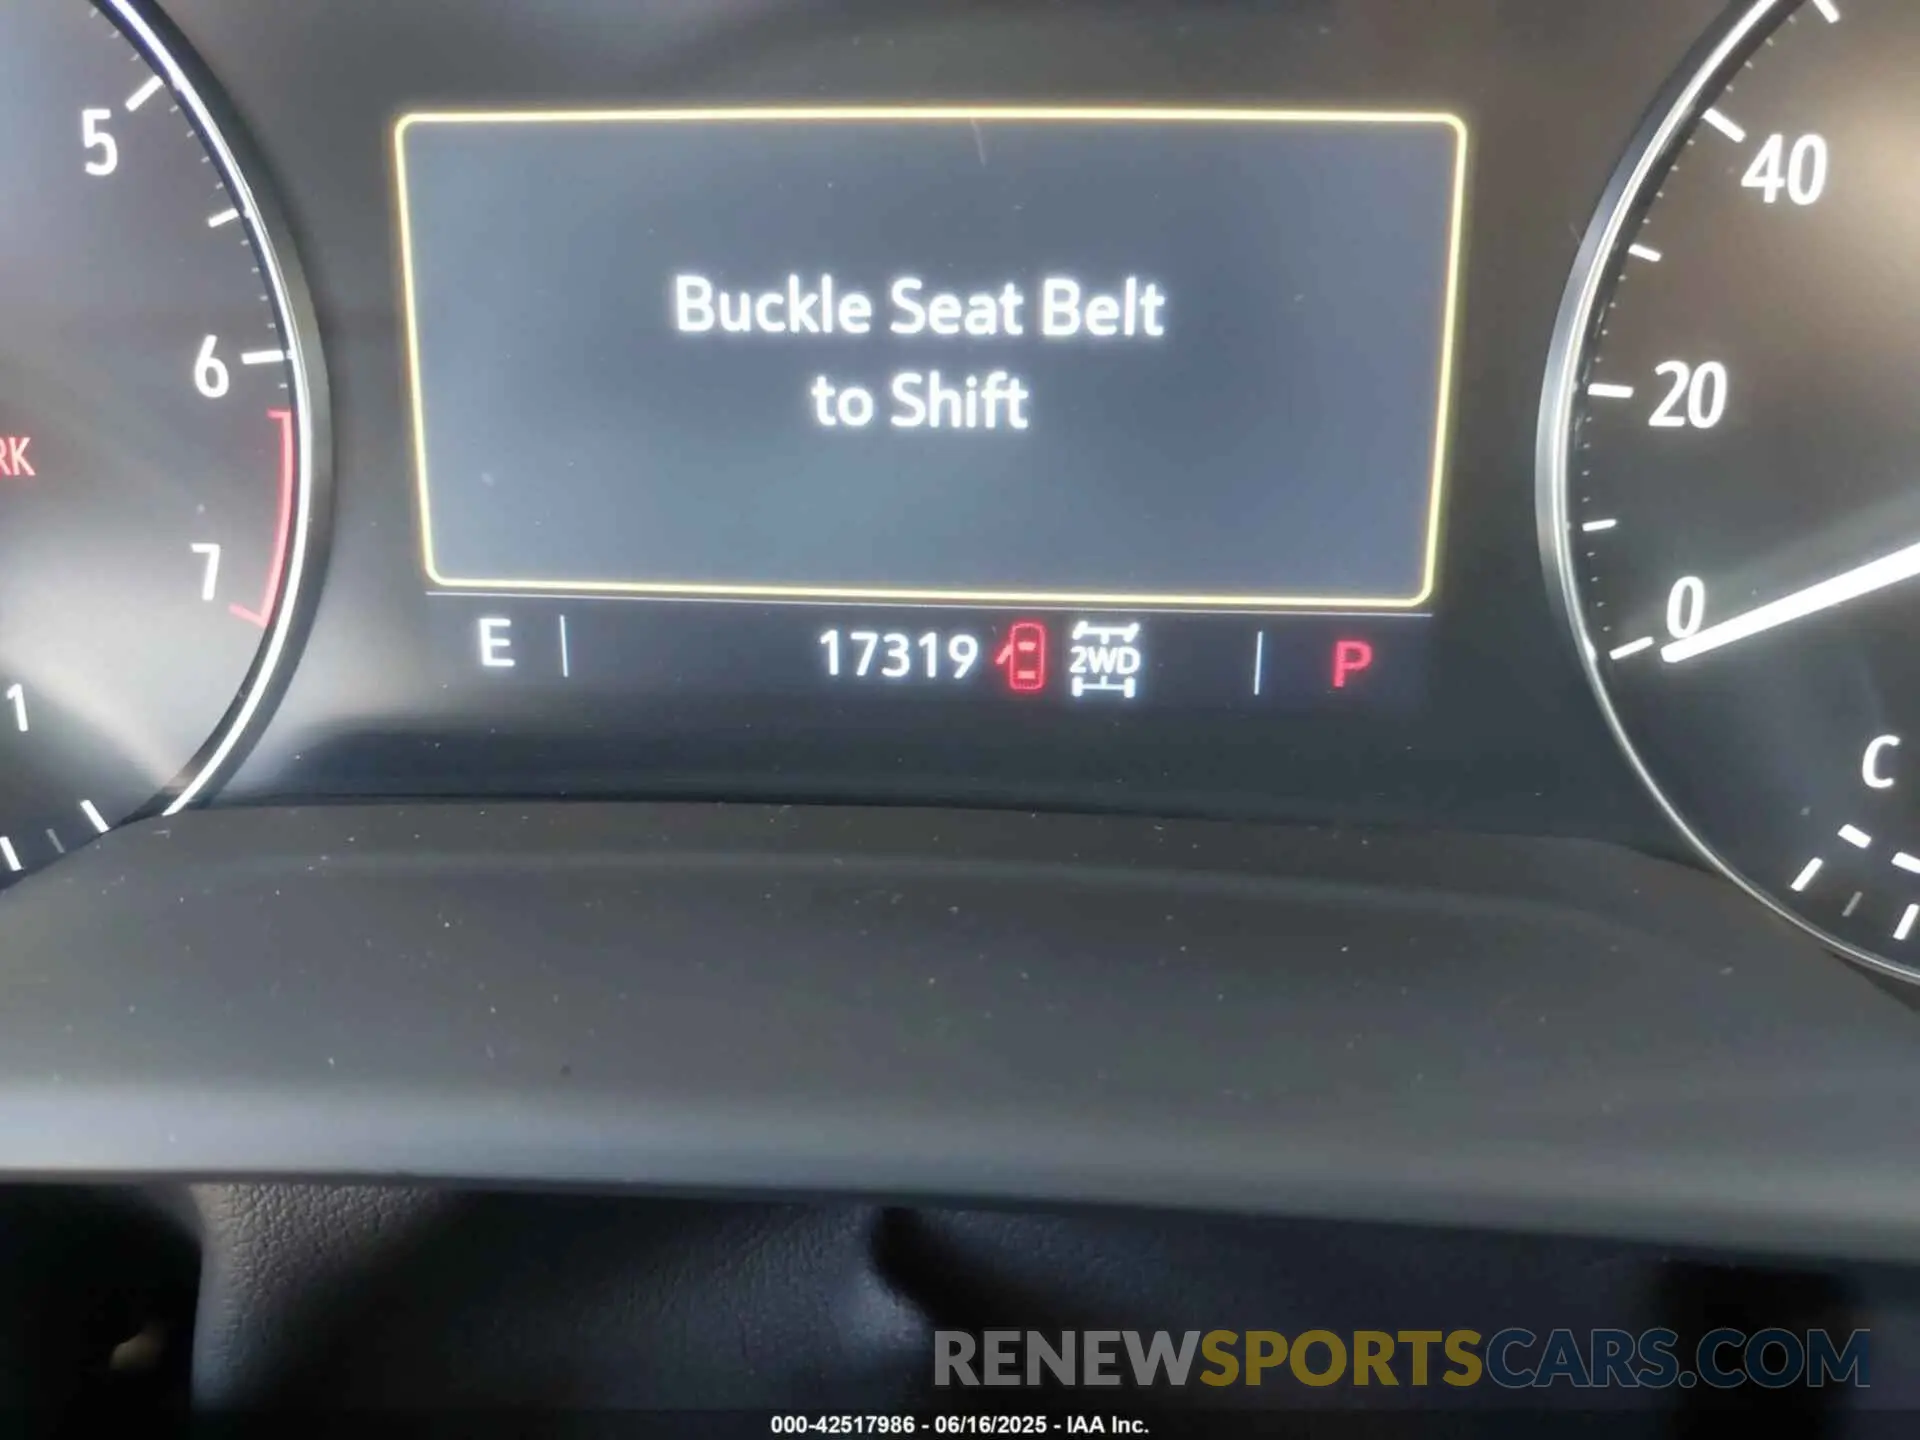 5
40
Buckle Seat Belt
to Shift
6
20
RK
7
0
E
17319
2WD
P
1
C
RENEWSPORTSCARS.COM
000-42517986 - 06/16/2025 - IAA Inc.